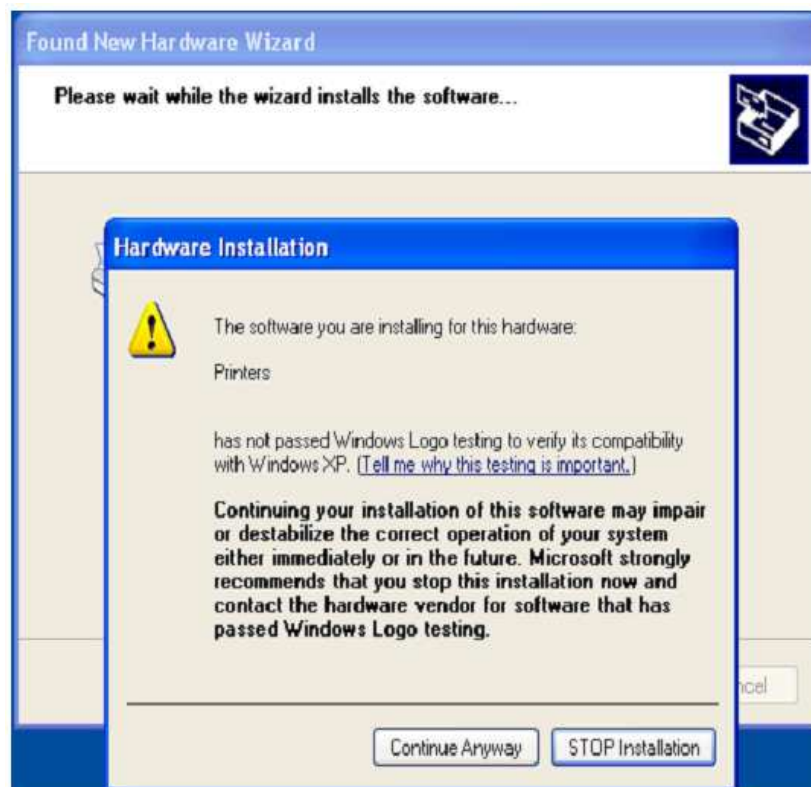 Found New Hardware Wizard
Please wait while the wizard installs the software...
Hardware Installation
The software you are installing for this hardware:
Printers
has not passed Windows Logo testing to verify its compatibility
with Windows XP. (Tell me why this testing is important.)
Continuing your installation of this software may impair
or destabilize the correct operation of your system
either immediately or in the future. Microsoft strongly
recommends that you stop this installation now and
contact the hardware vendor for software that has
passed Windows Logo testing.
ncel
Continue Anyway
STOP Installation